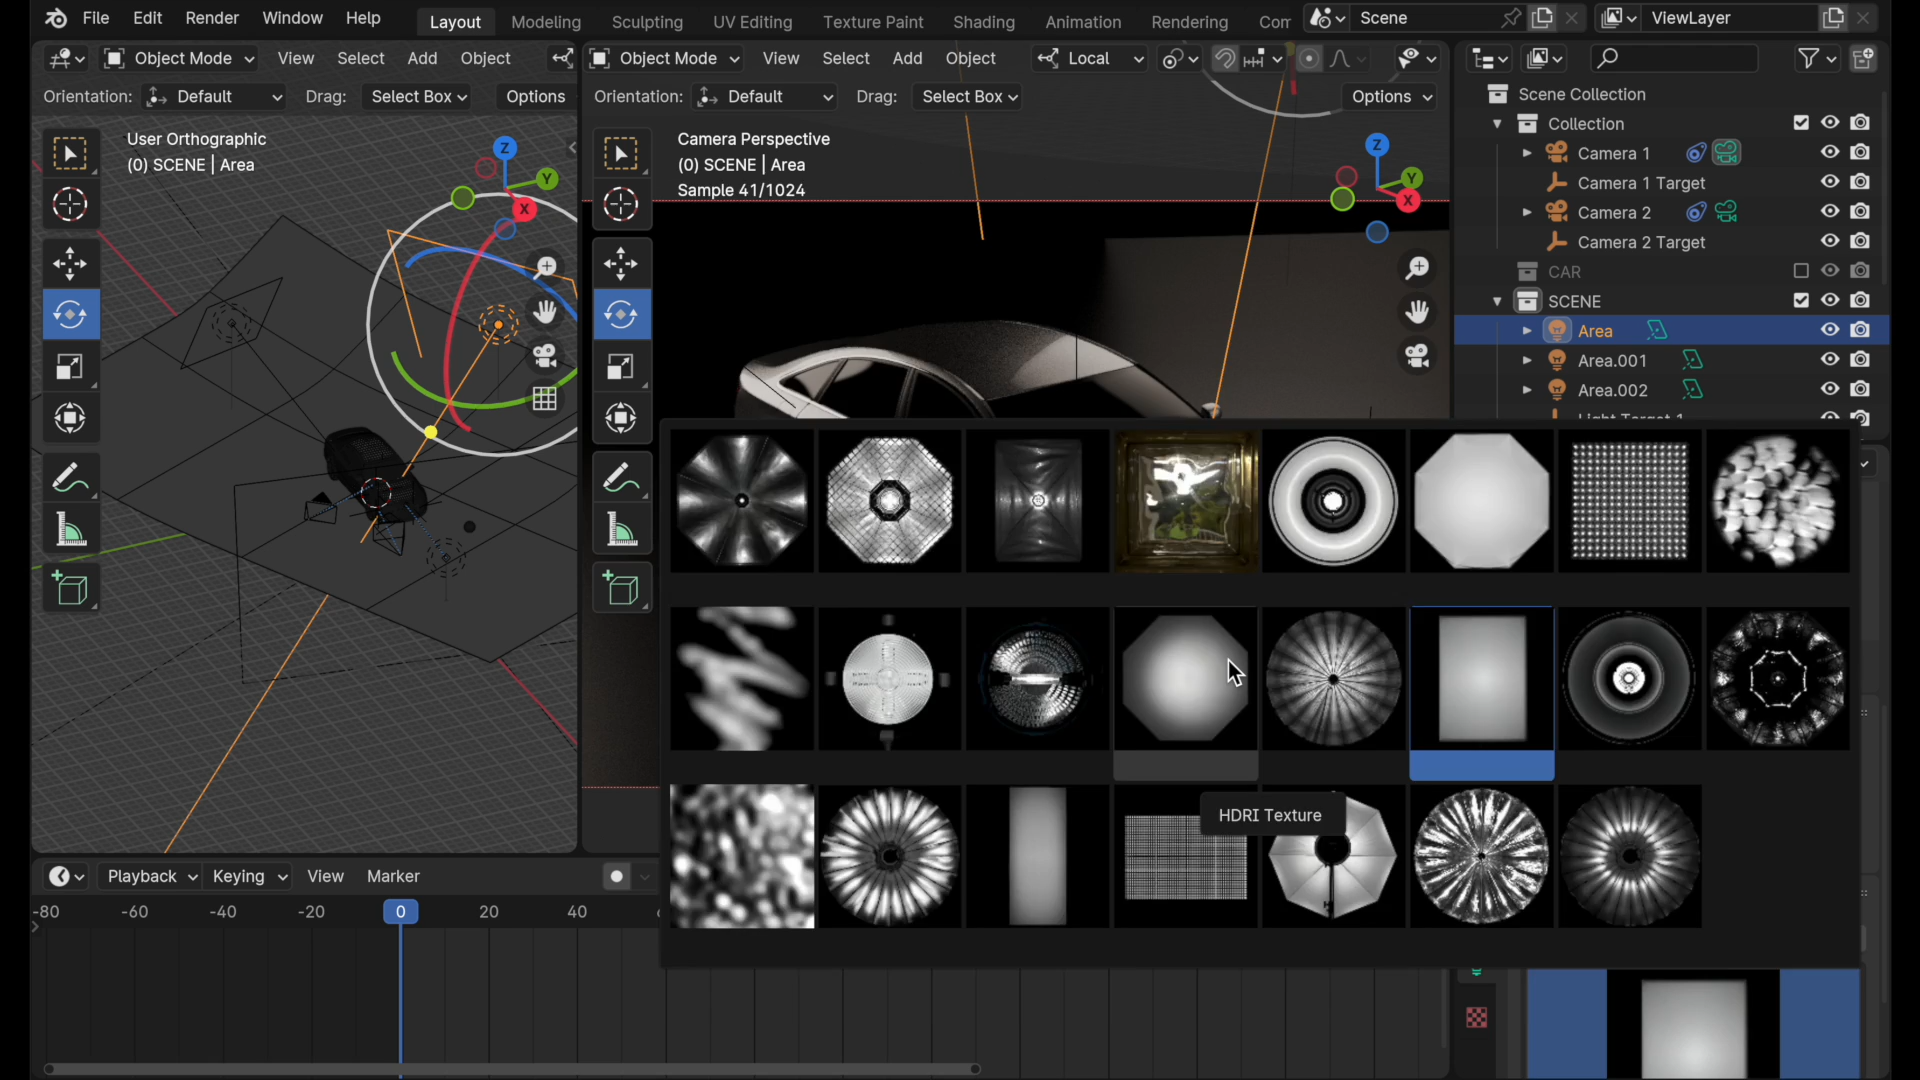 File Edit Render Window Help
Layout Modeling Sculpting UV Editing Texture Paint Shading Animation Rendering
Scene
ViewLayer
Object Mode View Select Add Object
Object Mode View Select Add Object Local
Orientation: Default Drag: Select Box Options
Orientation: Default Drag: Select Box Options
User Orthographic
(0) SCENE | Area
Z
Y
X
Camera Perspective
(0) SCENE | Area
Sample 41/1024
Z
Y
X
Scene Collection
Collection
Camera 1
Camera 1 Target
Camera 2
Camera 2 Target
CAR
SCENE
Area
Area.001
Area.002
Light Target 1
HDRI Texture
Playback Keying View Marker
-80 -60 -40 -20 0 20 40